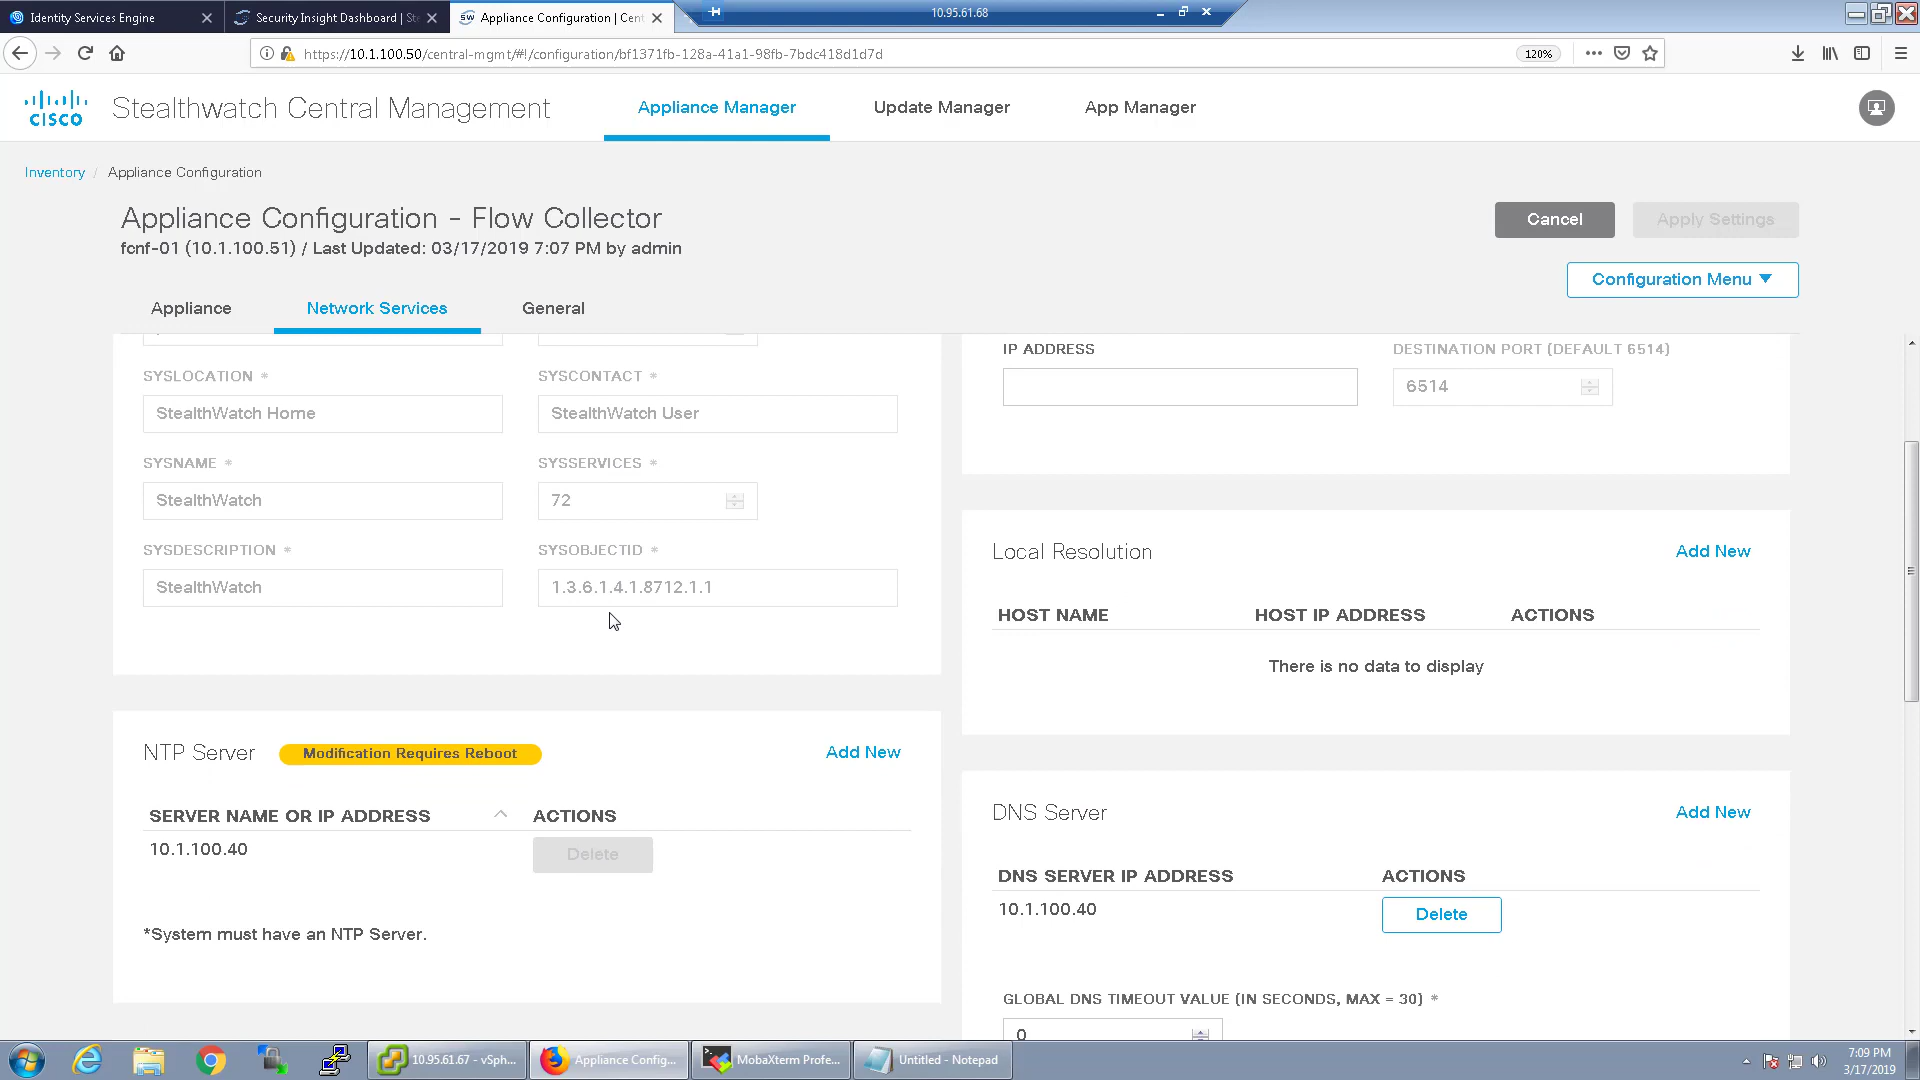 Identity Services Engine
Security Insight Dashboard | St
SW Appliance Configuration | Cent
10.95.61.68
https://10.1.100.50/central-mgmt/#!/configuration/bf1371fb-128a-41a1-98fb-7bdc418d1d7d
120%
CISCO
Stealthwatch Central Management
Appliance Manager
Update Manager
App Manager
Inventory / Appliance Configuration
Appliance Configuration - Flow Collector
fcnf-01 (10.1.100.51) / Last Updated: 03/17/2019 7:07 PM by admin
Cancel
Apply Settings
Configuration Menu
Appliance
Network Services
General
SYSLOCATION *
SYSCONTACT *
StealthWatch Home
StealthWatch User
SYSNAME *
SYSSERVICES *
StealthWatch
72
SYSDESCRIPTION *
SYSOBJECTID *
StealthWatch
1.3.6.1.4.1.8712.1.1
NTP Server
Modification Requires Reboot
Add New
SERVER NAME OR IP ADDRESS
ACTIONS
10.1.100.40
Delete
*System must have an NTP Server.
IP ADDRESS
DESTINATION PORT (DEFAULT 6514)
6514
Local Resolution
Add New
HOST NAME
HOST IP ADDRESS
ACTIONS
There is no data to display
DNS Server
Add New
DNS SERVER IP ADDRESS
ACTIONS
10.1.100.40
Delete
GLOBAL DNS TIMEOUT VALUE (IN SECONDS, MAX = 30) *
0
10.95.61.67 - vSph...
Appliance Config...
MobaXterm Profe...
Untitled - Notepad
7:09 PM
3/17/2019